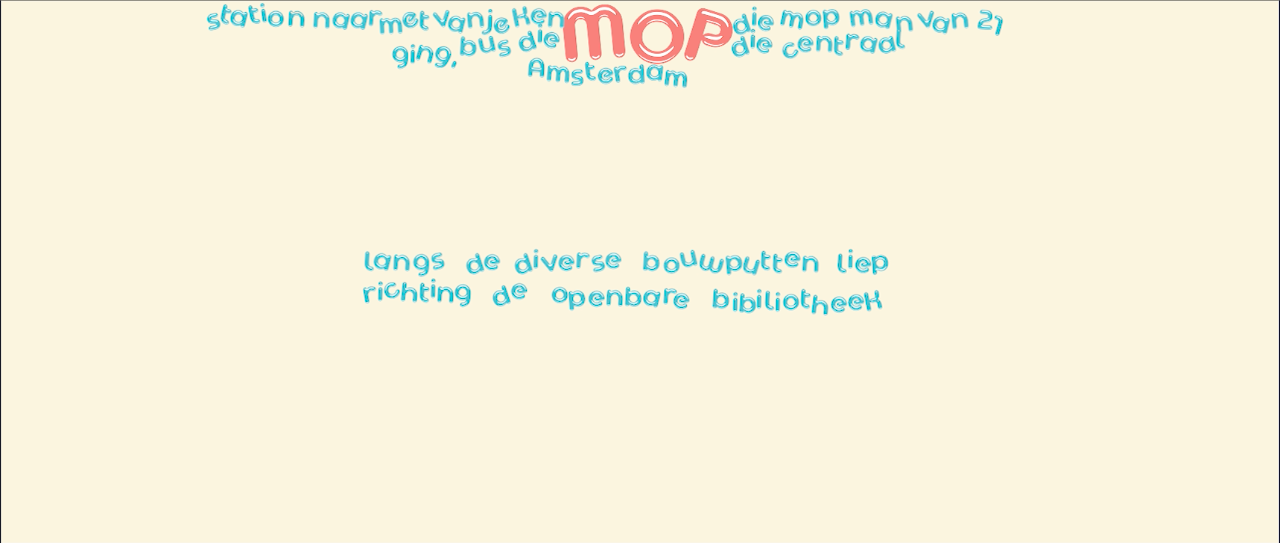 station naar met van je ken MOP die mop man van 21
ging, bus die die centraal
Amsterdam
langs de diverse bouwputten liep
richting de openbare bibiliotheek